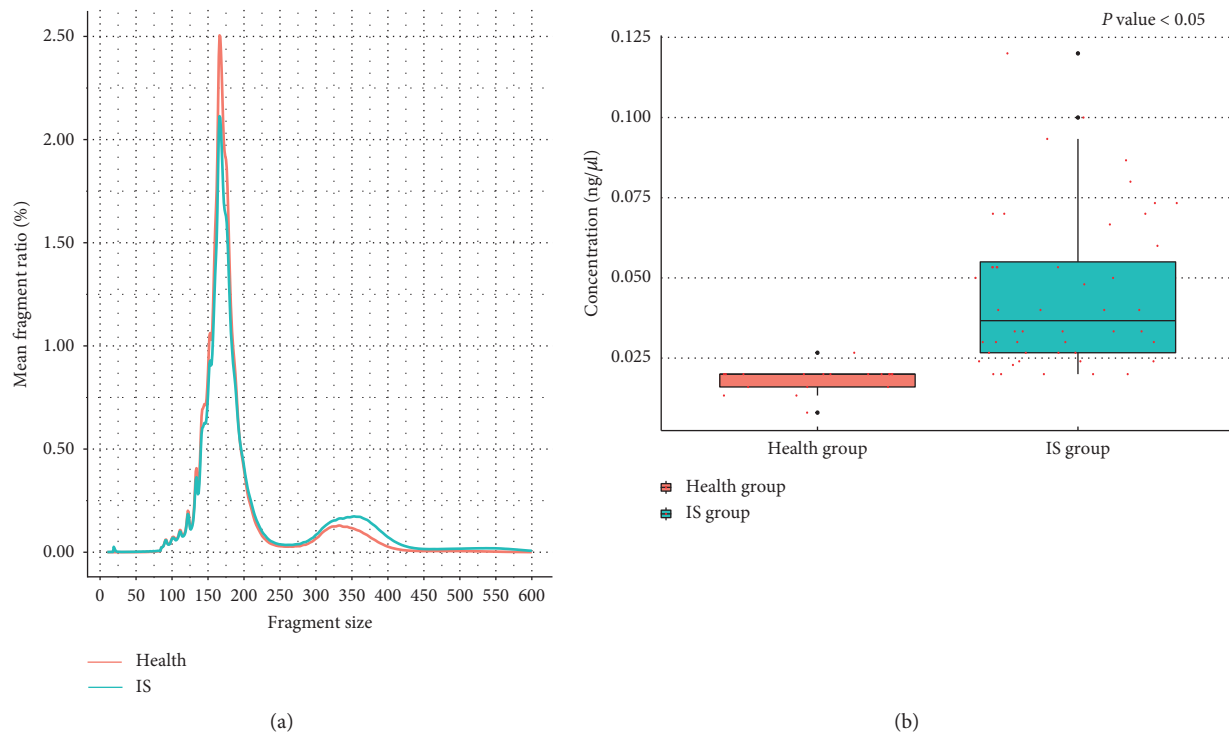 2.50
2.00
1.50
1.00
0.50
0.00
Mean fragment ratio (%)
0 50 100 150 200 250 300 350 400 450 500 550 600
Fragment size
Health
IS
(a)
P value < 0.05
0.125
0.100
0.075
0.050
0.025
Concentration (ng/μl)
Health group IS group
Health group
IS group
(b)